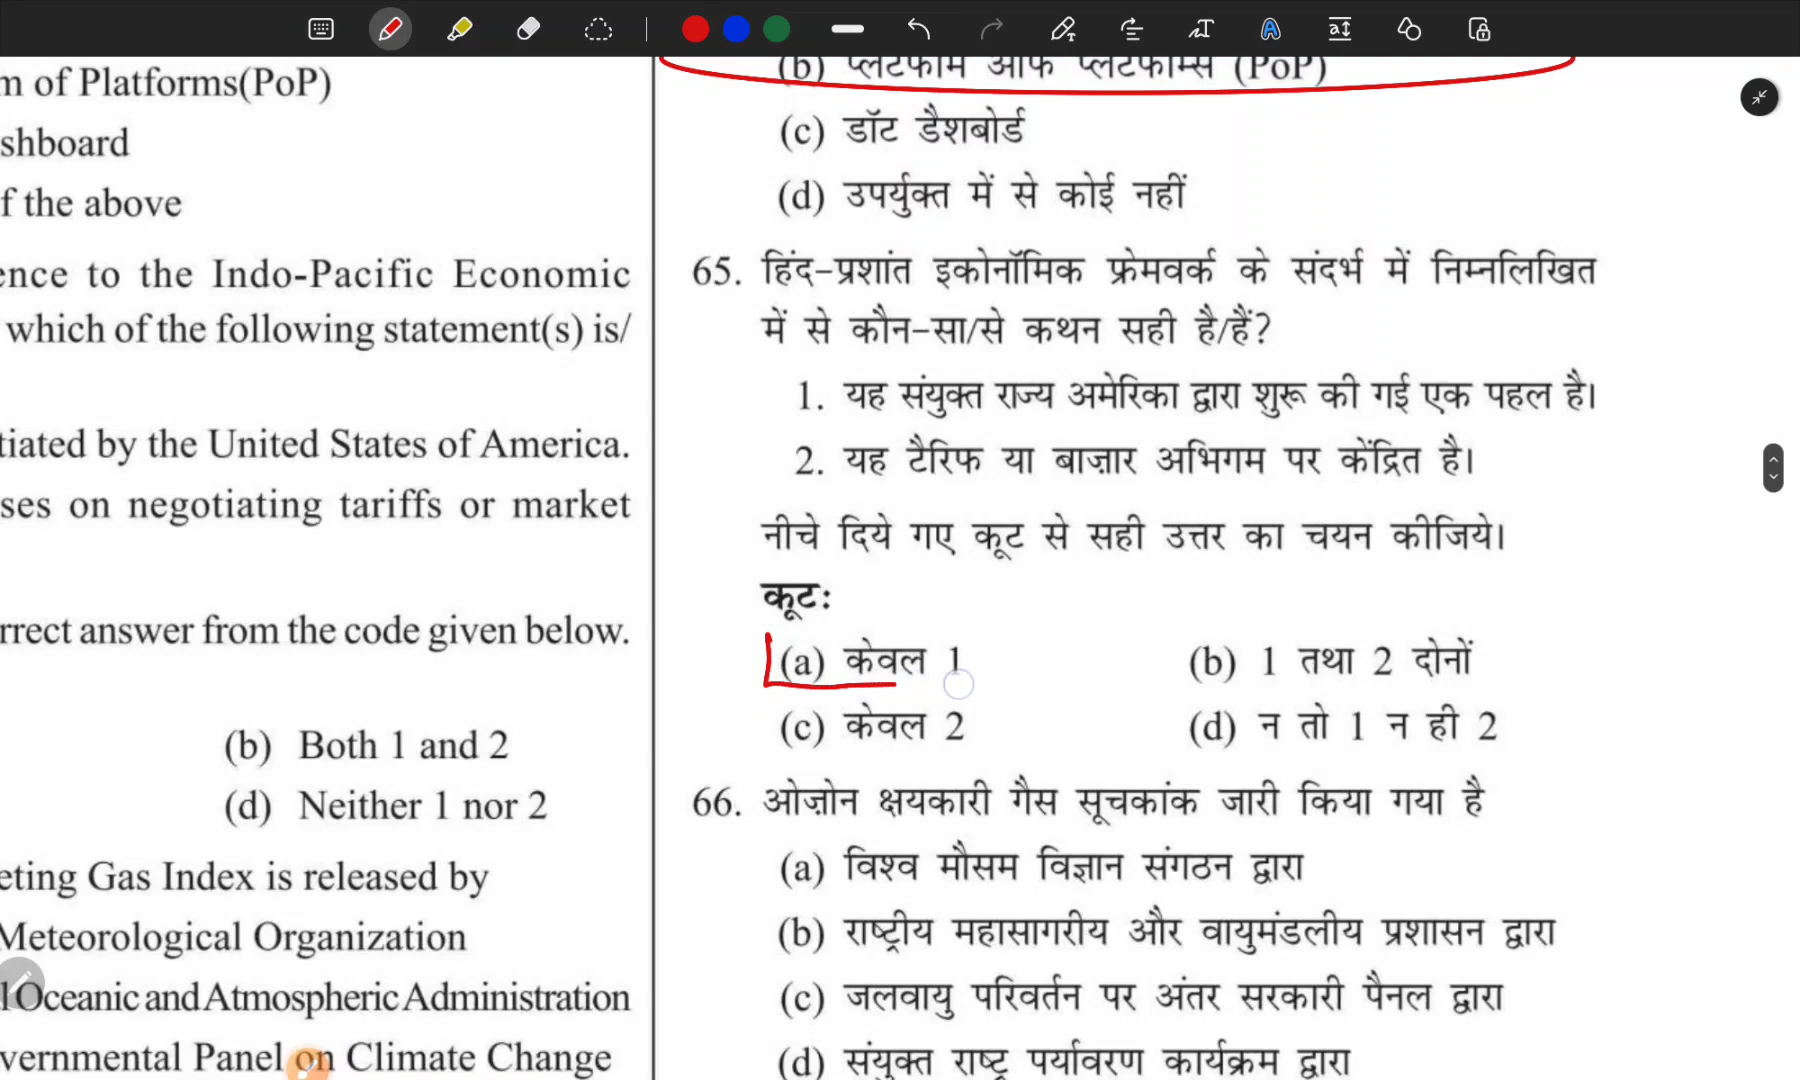 of Platforms(PoP)
shboard
f the above
ence to the Indo-Pacific Economic
which of the following statement(s) is/
tiated by the United States of America.
ses on negotiating tariffs or market
rrect answer from the code given below.
(b) Both 1 and 2
(d) Neither 1 nor 2
eting Gas Index is released by
Meteorological Organization
Oceanic and Atmospheric Administration
vernmental Panel on Climate Change
(b) प्लेटफॉर्म ऑफ प्लेटफॉर्म्स (PoP)
(c) डॉट डैशबोर्ड
(d) उपर्युक्त में से कोई नहीं
65. हिंद-प्रशांत इकोनॉमिक फ्रेमवर्क के संदर्भ में निम्नलिखित
में से कौन-सा/से कथन सही है/हैं?
1. यह संयुक्त राज्य अमेरिका द्वारा शुरू की गई एक पहल है।
2. यह टैरिफ या बाज़ार अभिगम पर केंद्रित है।
नीचे दिये गए कूट से सही उत्तर का चयन कीजिये।
कूटः
(a) केवल 1 (b) 1 तथा 2 दोनों
(c) केवल 2 (d) न तो 1 न ही 2
66. ओज़ोन क्षयकारी गैस सूचकांक जारी किया गया है
(a) विश्व मौसम विज्ञान संगठन द्वारा
(b) राष्ट्रीय महासागरीय और वायुमंडलीय प्रशासन द्वारा
(c) जलवायु परिवर्तन पर अंतर सरकारी पैनल द्वारा
(d) संयुक्त राष्ट्र पर्यावरण कार्यक्रम द्वारा